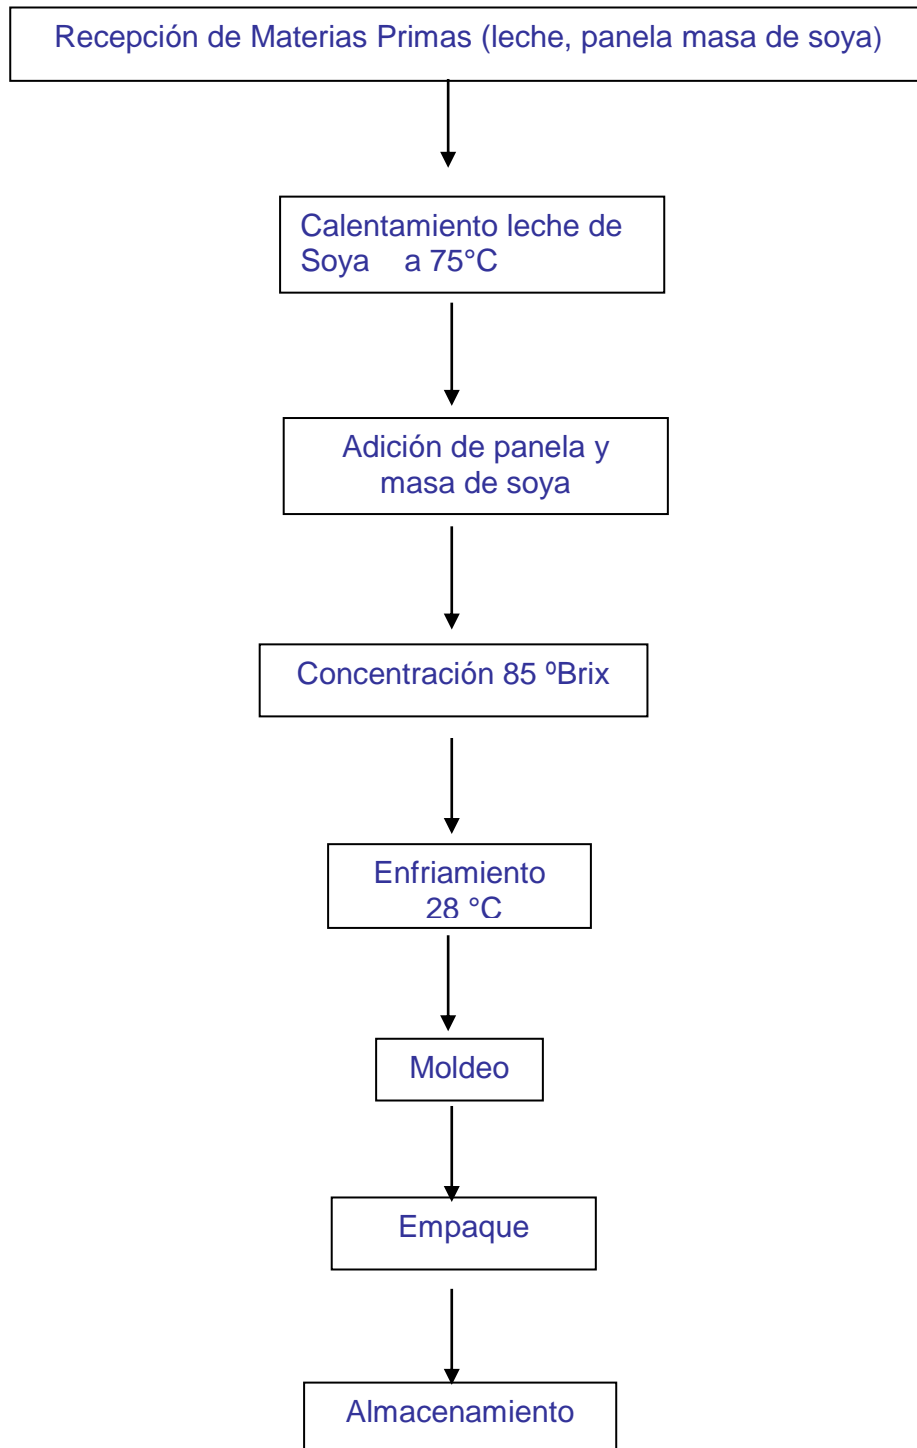 Recepción de Materias Primas (leche, panela masa de soya)
Calentamiento leche de
Soya a 75°C
Adición de panela y
masa de soya
Concentración 85 ºBrix
Enfriamiento
28 °C
Moldeo
Empaque
Almacenamiento